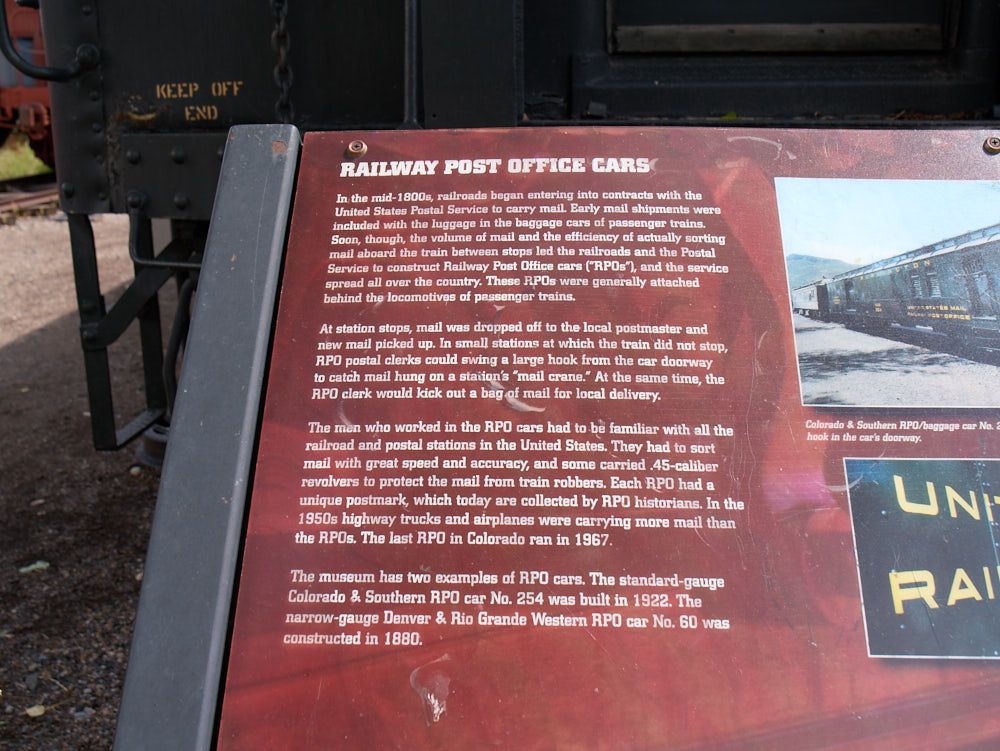 KEEP OFF
END
RAILWAY POST OFFICE CARS
In the mid-1800s, railroads began entering into contracts with the
United States Postal Service to carry mail. Early mail shipments were
included with the luggage in the baggage cars of passenger trains.
Soon, though, the volume of mail and the efficiency of actually sorting
mail aboard the train between stops led the railroads and the Postal
Service to construct Railway Post Office cars ("RPOs"), and the service
spread all over the country. These RPOs were generally attached
behind the locomotives of passenger trains.
At station stops, mail was dropped off to the local postmaster and
new mail picked up. In small stations at which the train did not stop,
RPO postal clerks could swing a large hook from the car doorway
to catch mail hung on a station's "mail crane." At the same time, the
RPO clerk would kick out a bag of mail for local delivery.
The men who worked in the RPO cars had to be familiar with all the
railroad and postal stations in the United States. They had to sort
mail with great speed and accuracy, and some carried .45-caliber
revolvers to protect the mail from train robbers. Each RPO had a
unique postmark, which today are collected by RPO historians. In the
1950s highway trucks and airplanes were carrying more mail than
the RPOs. The last RPO in Colorado ran in 1967.
The museum has two examples of RPO cars. The standard-gauge
Colorado & Southern RPO car No. 254 was built in 1922. The
narrow-gauge Denver & Rio Grande Western RPO car No. 60 was
constructed in 1880.
UNITED STATES MAIL
RAILWAY POST OFFICE
Colorado & Southern RPO/baggage car No. 2
hook in the car's doorway.
UNI
RAI